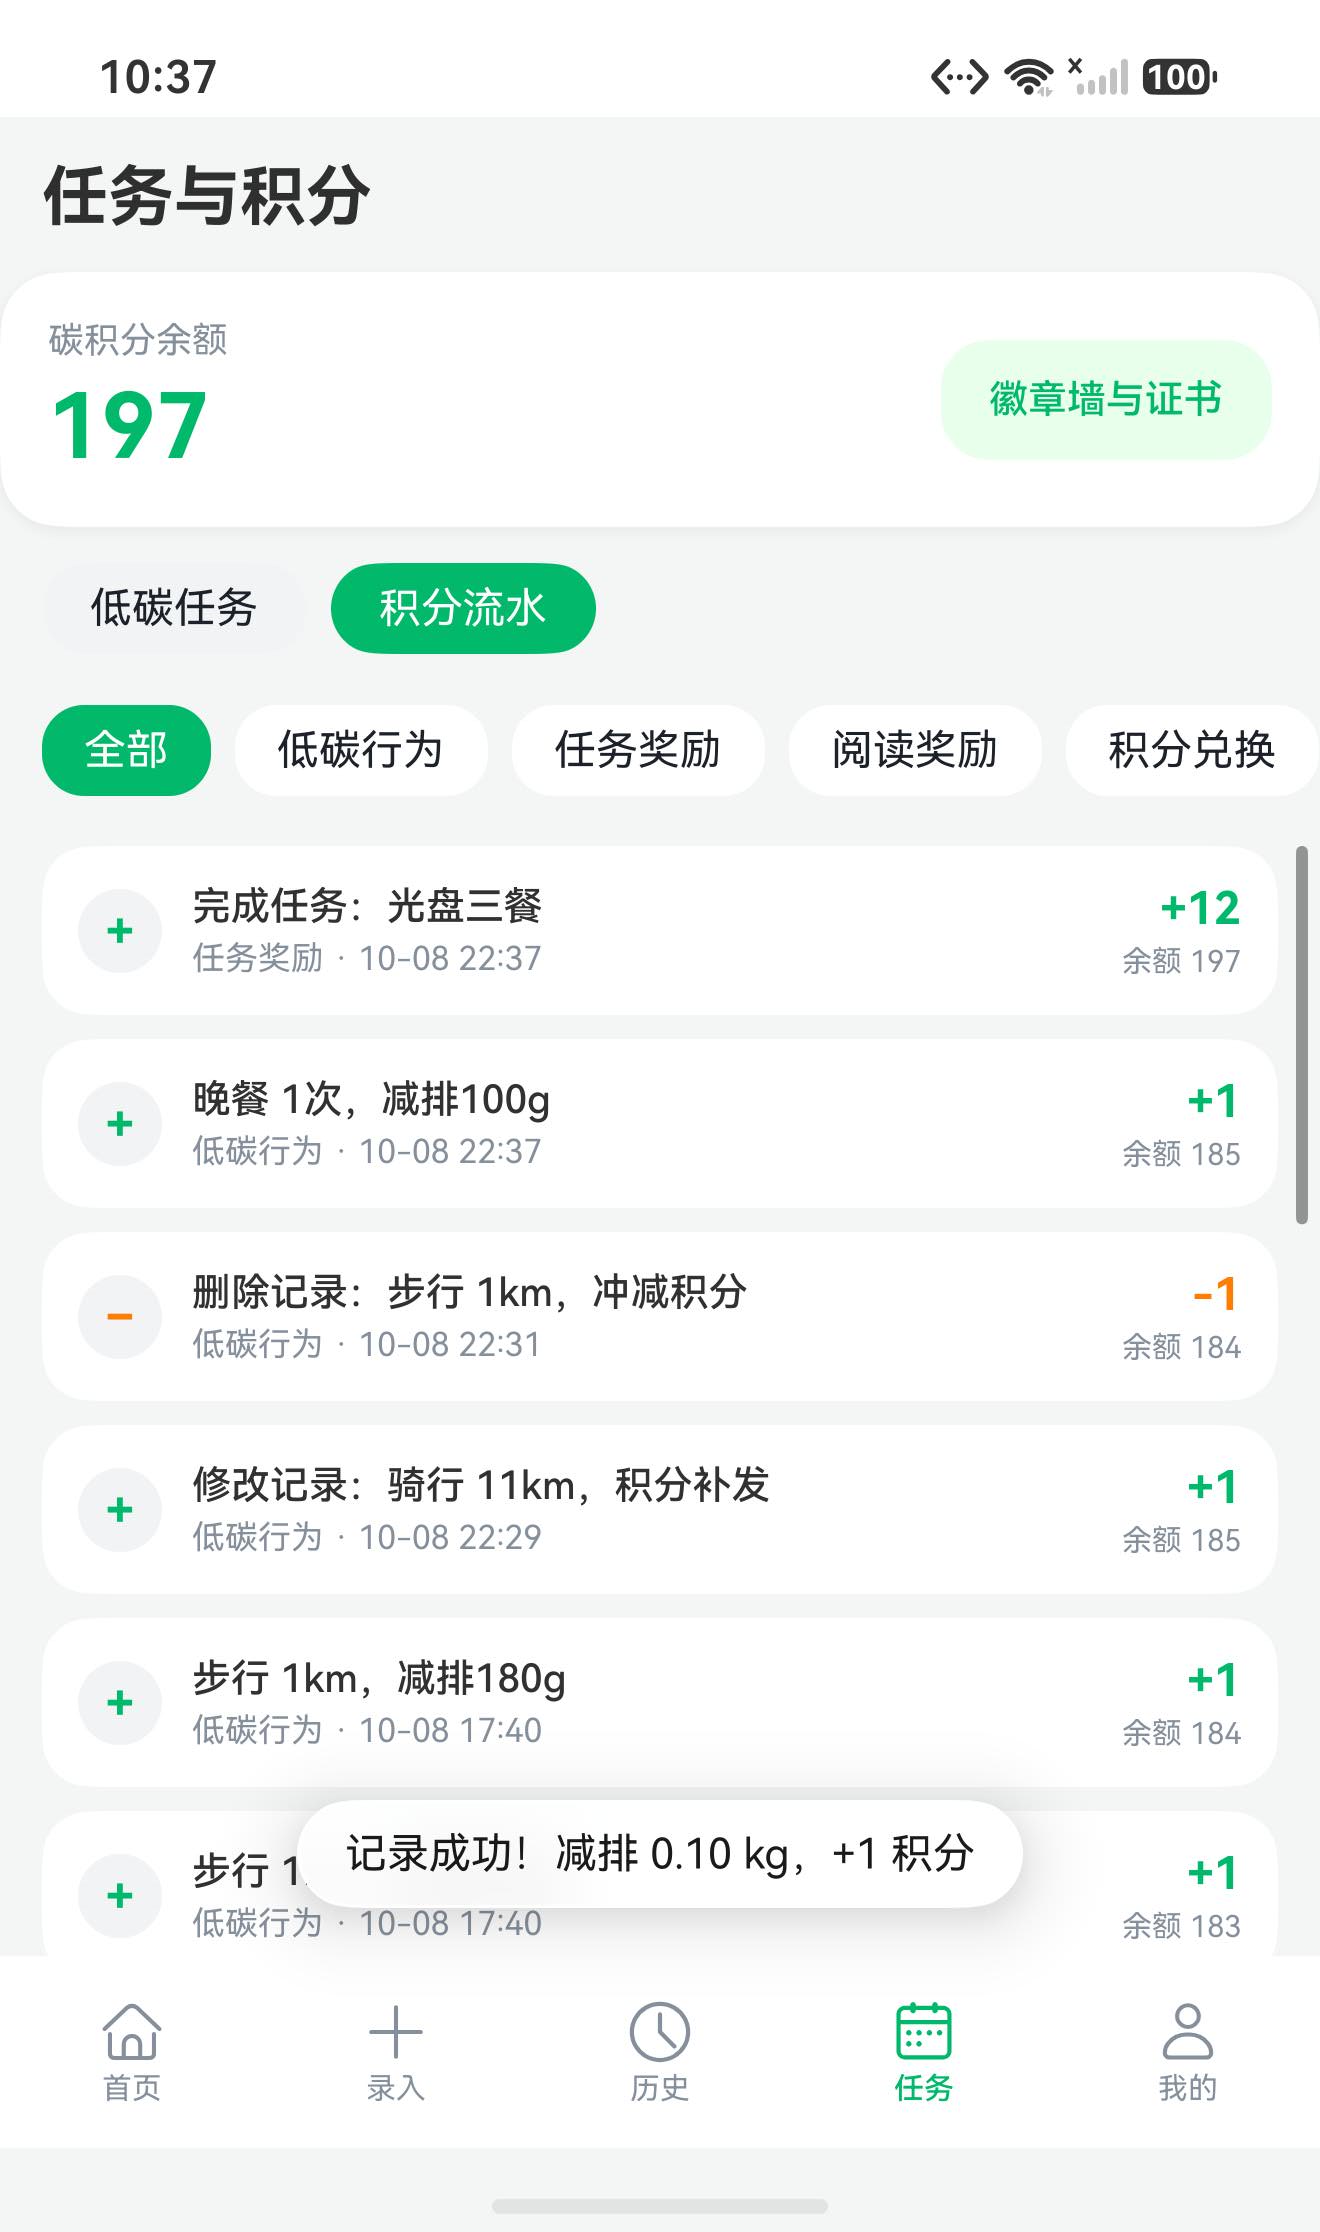 10:37
100
任务与积分
碳积分余额
197
徽章墙与证书
低碳任务
积分流水
全部
低碳行为
任务奖励
阅读奖励
积分兑换
完成任务：光盘三餐
+12
任务奖励 · 10-08 22:37
余额 197
晚餐 1次，减排100g
+1
低碳行为 · 10-08 22:37
余额 185
删除记录：步行 1km，冲减积分
-1
低碳行为 · 10-08 22:31
余额 184
修改记录：骑行 11km，积分补发
+1
低碳行为 · 10-08 22:29
余额 185
步行 1km，减排180g
+1
低碳行为 · 10-08 17:40
余额 184
记录成功！减排 0.10 kg，+1 积分
步行 1
+1
低碳行为 · 10-08 17:40
余额 183
首页
录入
历史
任务
我的